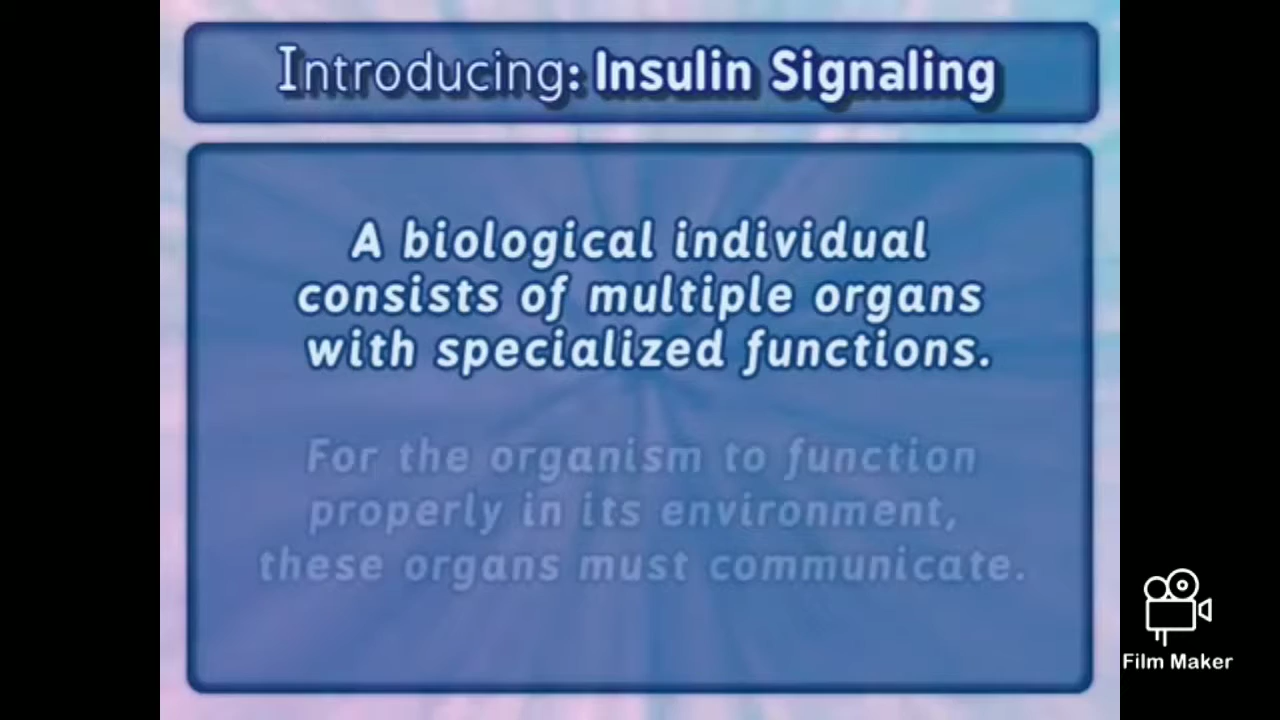 Introducing: Insulin Signaling
A biological individual
consists of multiple organs
with specialized functions.
For the organism to function
properly in its environment,
these organs must communicate.
Film Maker